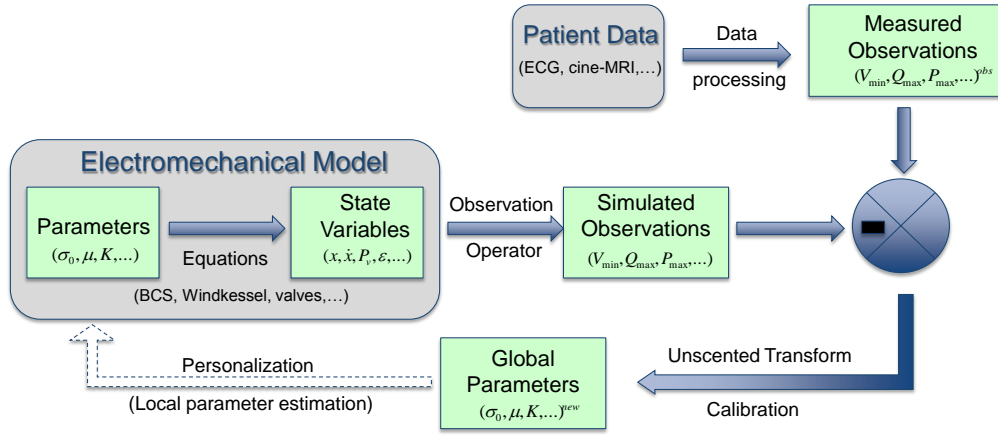 Patient Data
(ECG, cine-MRI,...)
Data
processing
Measured
Observations
(V_min, Q_max, P_max,...)^obs
Electromechanical Model
Parameters
(σ₀, μ, K,...)
Equations
State
Variables
(x, ẋ, P_v, ε,...)
(BCS, Windkessel, valves,...)
Observation
Operator
Simulated
Observations
(V_min, Q_max, P_max,...)
Personalization
(Local parameter estimation)
Global
Parameters
(σ₀, μ, K,...)^new
Unscented Transform
Calibration